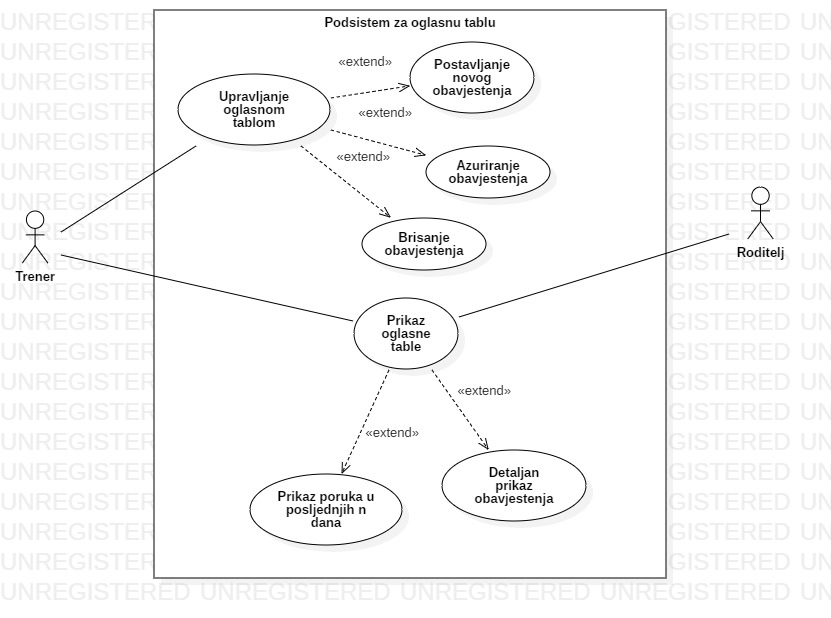 Podsistem za oglasnu tablu
«extend»
Postavljanje
novog
obavjestenja
Upravljanje
oglasnom
tablom
«extend»
«extend»
Azuriranje
obavjestenja
Brisanje
obavjestenja
Trener
Roditelj
Prikaz
oglasne
table
«extend»
«extend»
Prikaz poruka u
posljednjih n
dana
Detaljan
prikaz
obavjestenja
UNREGISTERED UNREGISTERED UNREGISTERED UNREGISTERED UN